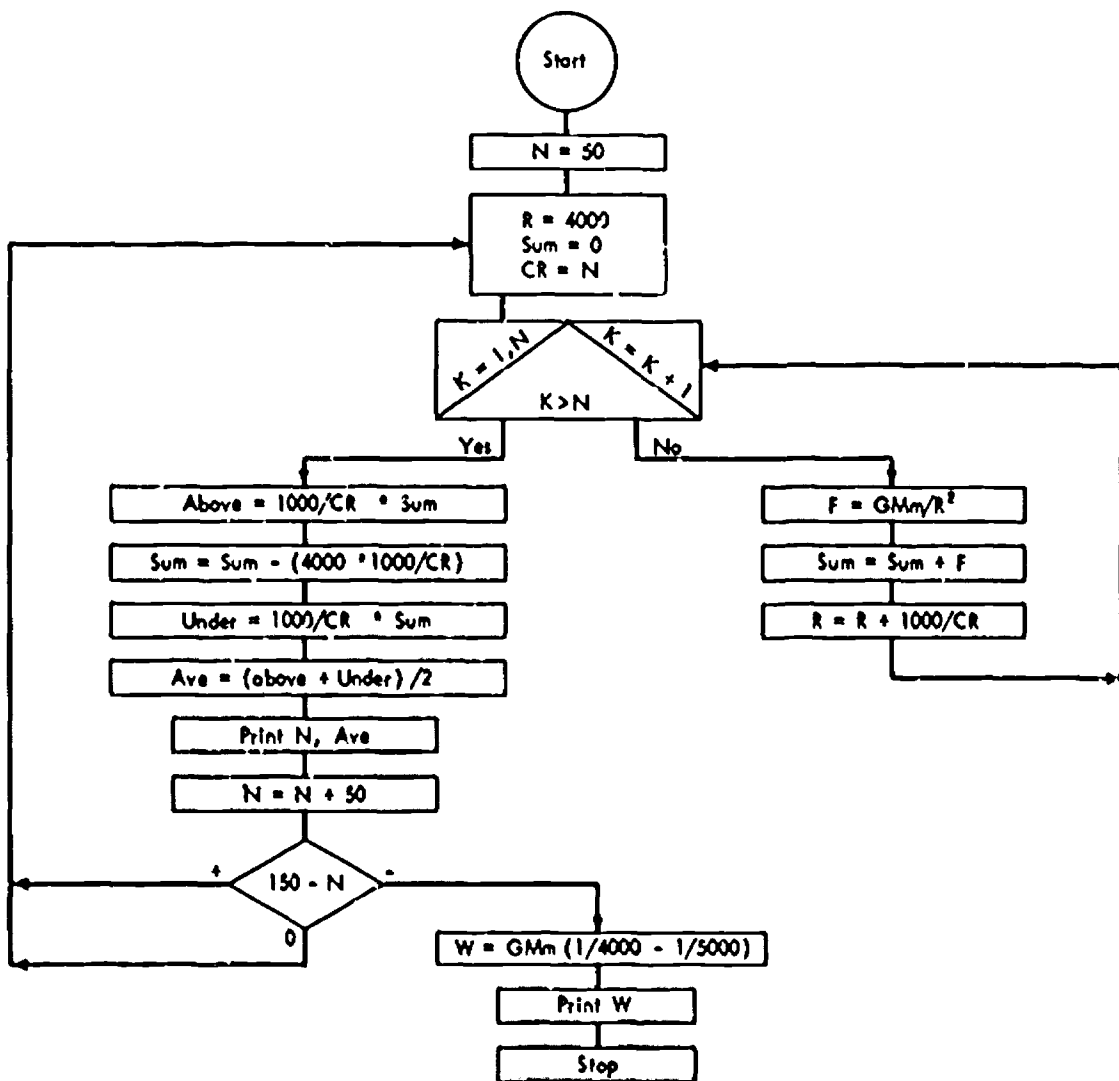 Start
N = 50
R = 4000
Sum = 0
CR = N
K = 1, N
K = K + 1
K > N
Yes
No
Above = 1000/CR * Sum
Sum = Sum - (4000 * 1000/CR)
Under = 1000/CR * Sum
Ave = (above + Under) /2
Print N, Ave
N = N + 50
F = GMm/R²
Sum = Sum + F
R = R + 1000/CR
+
150 - N
-
0
W = GMm (1/4000 - 1/5000)
Print W
Stop